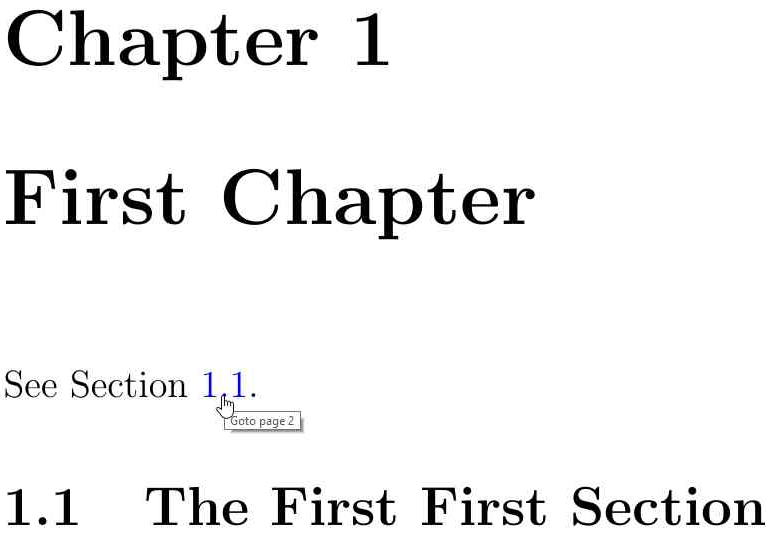 Chapter 1
First Chapter
See Section 1.1.
Goto page 2
1.1 The First First Section